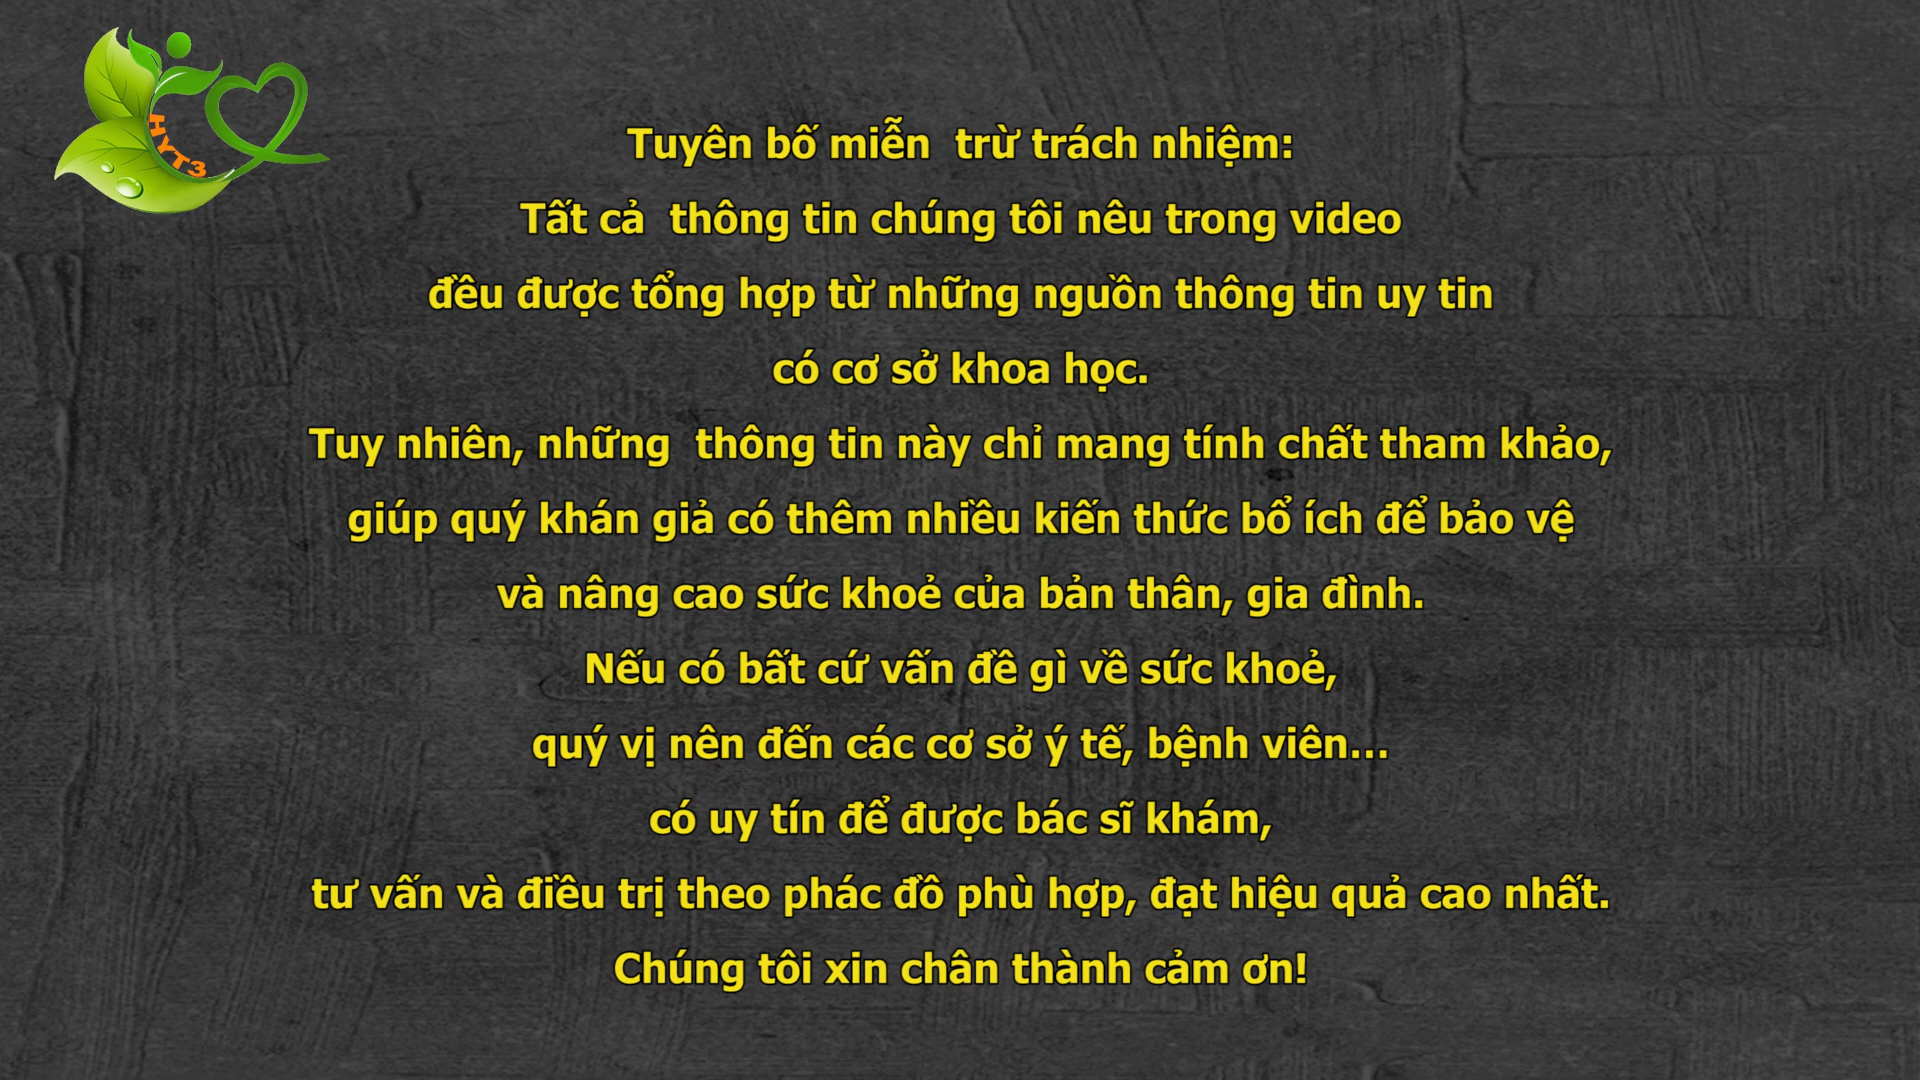 HYT3
Tuyên bố miễn  trừ trách nhiệm:
Tất cả  thông tin chúng tôi nêu trong video
đều được tổng hợp từ những nguồn thông tin uy tin
có cơ sở khoa học.
Tuy nhiên, những  thông tin này chỉ mang tính chất tham khảo,
giúp quý khán giả có thêm nhiều kiến thức bổ ích để bảo vệ
và nâng cao sức khoẻ của bản thân, gia đình.
Nếu có bất cứ vấn đề gì về sức khoẻ,
quý vị nên đến các cơ sở ý tế, bệnh viên...
có uy tín để được bác sĩ khám,
tư vấn và điều trị theo phác đồ phù hợp, đạt hiệu quả cao nhất.
Chúng tôi xin chân thành cảm ơn!